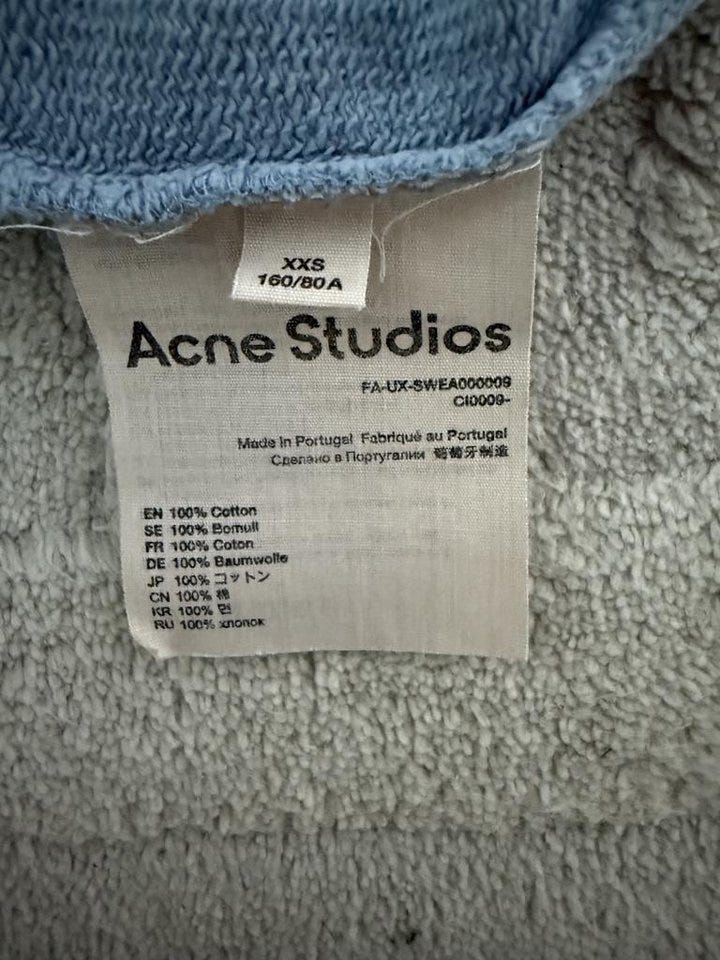 XXS
160/80A
Acne Studios
FA-UX-SWEA000009
CI0009-
Made in Portugal Fabriqué au Portugal
Сделано в Португалии 葡萄牙制造
EN 100% Cotton
SE 100% Bomull
FR 100% Coton
DE 100% Baumwolle
JP 100% コットン
CN 100% 棉
KR 100% 면
RU 100% хлопок